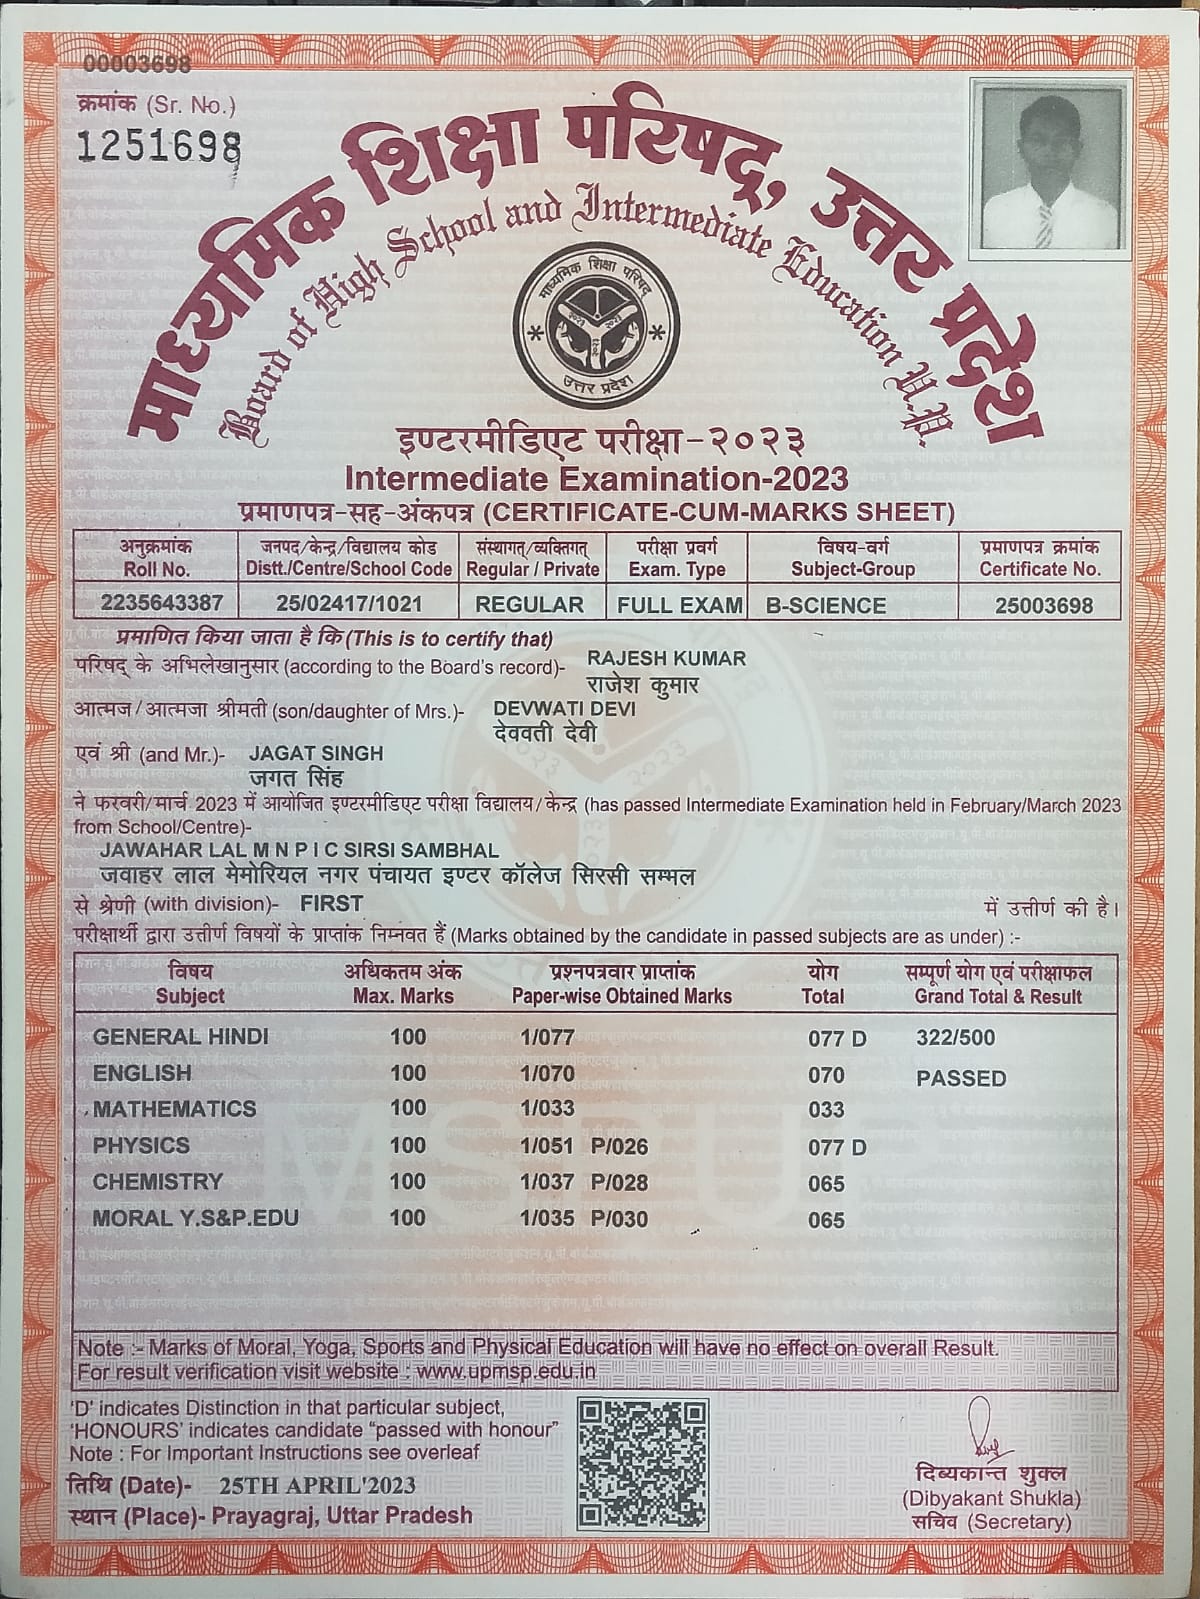 00003698
क्रमांक (Sr. No.)
1251698
माध्यमिक शिक्षा परिषद्, उत्तर प्रदेश
Board of High School and Intermediate Education U.P.
माध्यमिक शिक्षा परिषद्
उत्तर प्रदेश
इण्टरमीडिएट परीक्षा-२०२३
Intermediate Examination-2023
प्रमाणपत्र-सह-अंकपत्र (CERTIFICATE-CUM-MARKS SHEET)
अनुक्रमांक जनपद/केन्द्र/विद्यालय कोड संस्थागत/व्यक्तिगत परीक्षा प्रवर्ग विषय-वर्ग प्रमाणपत्र क्रमांक
Roll No. Distt./Centre/School Code Regular / Private Exam. Type Subject-Group Certificate No.
2235643387 25/02417/1021 REGULAR FULL EXAM B-SCIENCE 25003698
प्रमाणित किया जाता है कि (This is to certify that)
परिषद् के अभिलेखानुसार (according to the Board's record)- RAJESH KUMAR
राजेश कुमार
आत्मज/आत्मजा श्रीमती (son/daughter of Mrs.)- DEVWATI DEVI
देववती देवी
एवं श्री (and Mr.)- JAGAT SINGH
जगत सिंह
ने फरवरी/मार्च 2023 में आयोजित इण्टरमीडिएट परीक्षा विद्यालय/केन्द्र (has passed Intermediate Examination held in February/March 2023
from School/Centre)-
JAWAHAR LAL M N P I C SIRSI SAMBHAL
जवाहर लाल मेमोरियल नगर पंचायत इण्टर कॉलेज सिरसी सम्भल
से श्रेणी (with division)- FIRST में उत्तीर्ण की है।
परीक्षार्थी द्वारा उत्तीर्ण विषयों के प्राप्तांक निम्नवत हैं (Marks obtained by the candidate in passed subjects are as under) :-
विषय अधिकतम अंक प्रश्नपत्रवार प्राप्तांक योग सम्पूर्ण योग एवं परीक्षाफल
Subject Max. Marks Paper-wise Obtained Marks Total Grand Total & Result
GENERAL HINDI 100 1/077 077 D 322/500
ENGLISH 100 1/070 070 PASSED
MATHEMATICS 100 1/033 033
PHYSICS 100 1/051 P/026 077 D
CHEMISTRY 100 1/037 P/028 065
MORAL Y.S&P.EDU 100 1/035 P/030 065
Note :- Marks of Moral, Yoga, Sports and Physical Education will have no effect on overall Result.
For result verification visit website : www.upmsp.edu.in
'D' indicates Distinction in that particular subject,
'HONOURS' indicates candidate "passed with honour"
Note : For Important Instructions see overleaf
तिथि (Date)- 25TH APRIL'2023
स्थान (Place)- Prayagraj, Uttar Pradesh
दिब्यकान्त शुक्ल
(Dibyakant Shukla)
सचिव (Secretary)